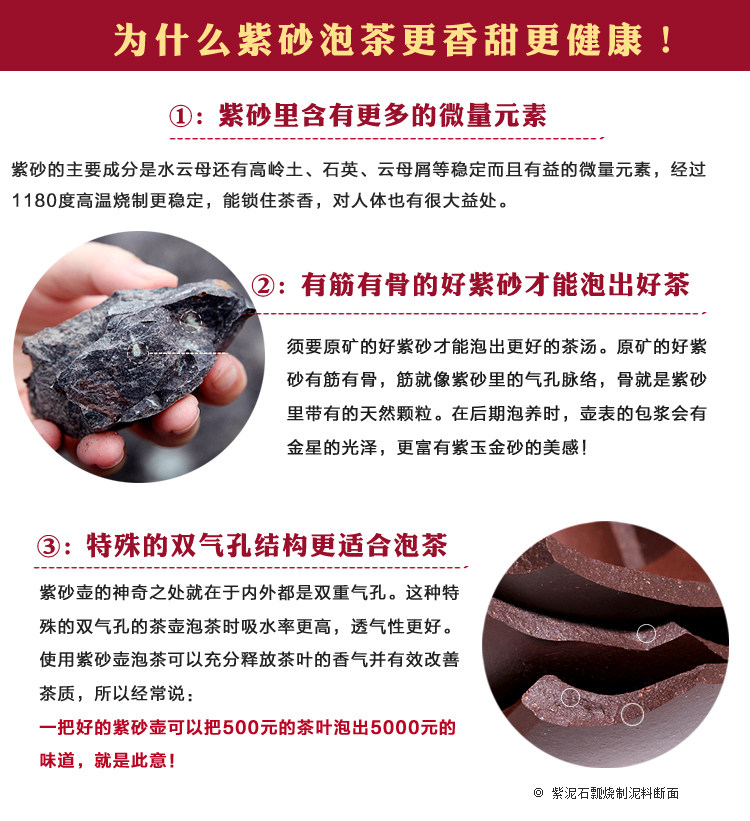 为什么紫砂泡茶更香甜更健康！
①：紫砂里含有更多的微量元素
紫砂的主要成分是水云母还有高岭土、石英、云母屑等稳定而且有益的微量元素，经过
1180度高温烧制更稳定，能锁住茶香，对人体也有很大益处。
②：有筋有骨的好紫砂才能泡出好茶
须要原矿的好紫砂才能泡出更好的茶汤。原矿的好紫
砂有筋有骨，筋就像紫砂里的气孔脉络，骨就是紫砂
里带有的天然颗粒。在后期泡养时，壶表的包浆会有
金星的光泽，更富有紫玉金砂的美感！
③：特殊的双气孔结构更适合泡茶
紫砂壶的神奇之处就在于内外都是双重气孔。这种特
殊的双气孔的茶壶泡茶时吸水率更高，透气性更好。
使用紫砂壶泡茶可以充分释放茶叶的香气并有效改善
茶质，所以经常说：
一把好的紫砂壶可以把500元的茶叶泡出5000元的
味道，就是此意！
◎ 紫泥石瓢烧制泥料断面